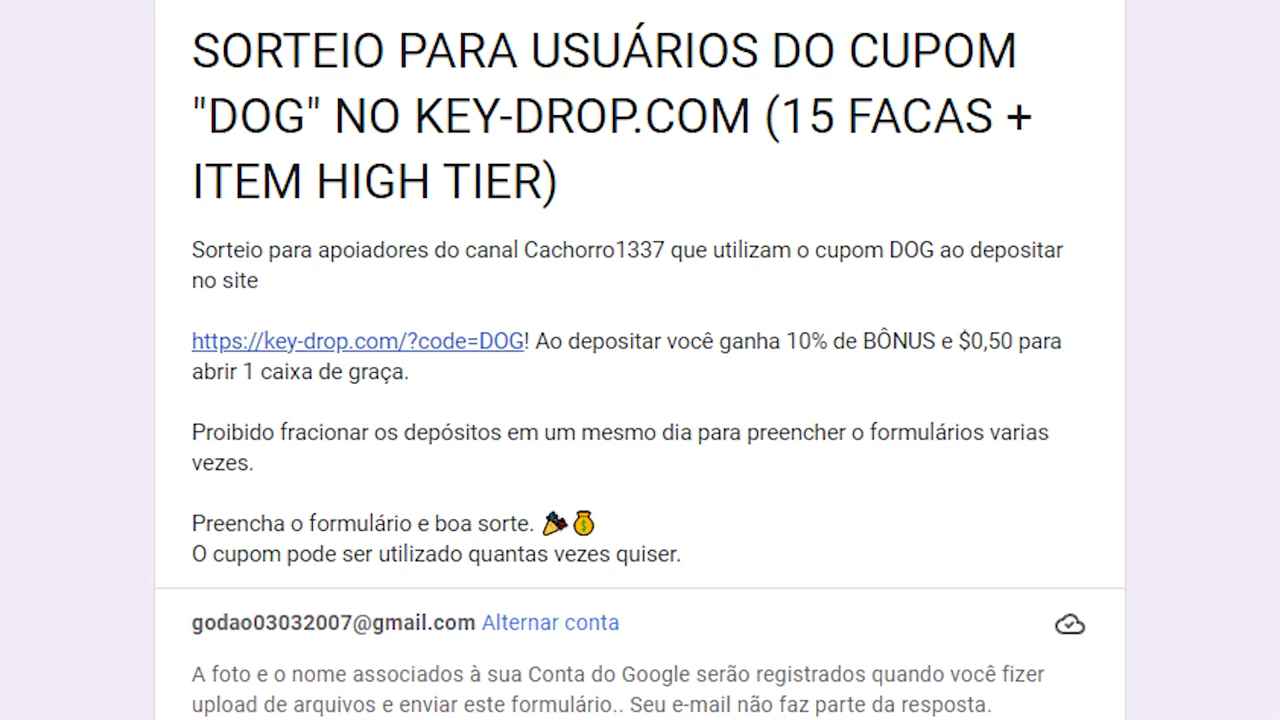 SORTEIO PARA USUÁRIOS DO CUPOM
"DOG" NO KEY-DROP.COM (15 FACAS +
ITEM HIGH TIER)
Sorteio para apoiadores do canal Cachorro1337 que utilizam o cupom DOG ao depositar
no site
https://key-drop.com/?code=DOG! Ao depositar você ganha 10% de BÔNUS e $0,50 para
abrir 1 caixa de graça.
Proibido fracionar os depósitos em um mesmo dia para preencher o formulários varias
vezes.
Preencha o formulário e boa sorte. 🎉💰
O cupom pode ser utilizado quantas vezes quiser.
godao03032007@gmail.com Alternar conta
A foto e o nome associados à sua Conta do Google serão registrados quando você fizer
upload de arquivos e enviar este formulário.. Seu e-mail não faz parte da resposta.